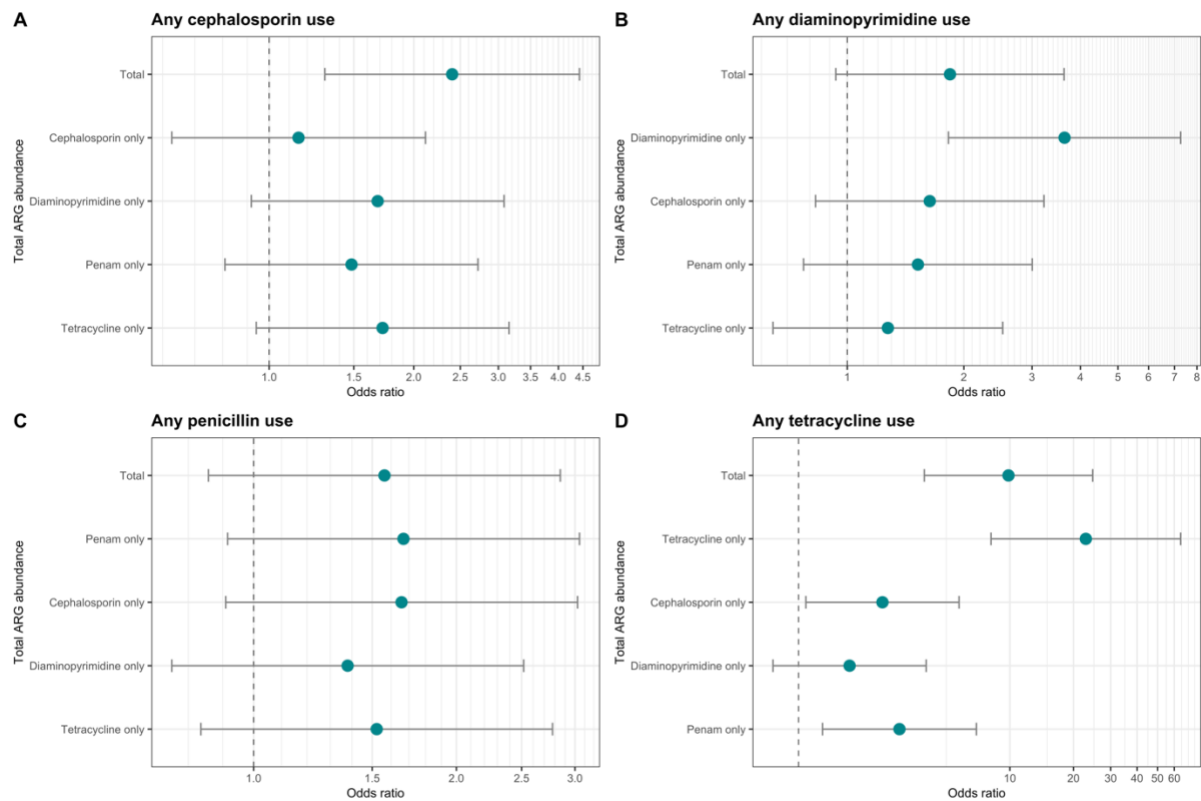 A
Any cephalosporin use
Total ARG abundance
Total
Cephalosporin only
Diaminopyrimidine only
Penam only
Tetracycline only
1.0 1.5 2.0 2.5 3.0 3.5 4.0 4.5
Odds ratio
B
Any diaminopyrimidine use
Total ARG abundance
Total
Diaminopyrimidine only
Cephalosporin only
Penam only
Tetracycline only
1 2 3 4 5 6 7 8
Odds ratio
C
Any penicillin use
Total ARG abundance
Total
Penam only
Cephalosporin only
Diaminopyrimidine only
Tetracycline only
1.0 1.5 2.0 2.5 3.0
Odds ratio
D
Any tetracycline use
Total ARG abundance
Total
Tetracycline only
Cephalosporin only
Diaminopyrimidine only
Penam only
10 20 30 40 50 60
Odds ratio